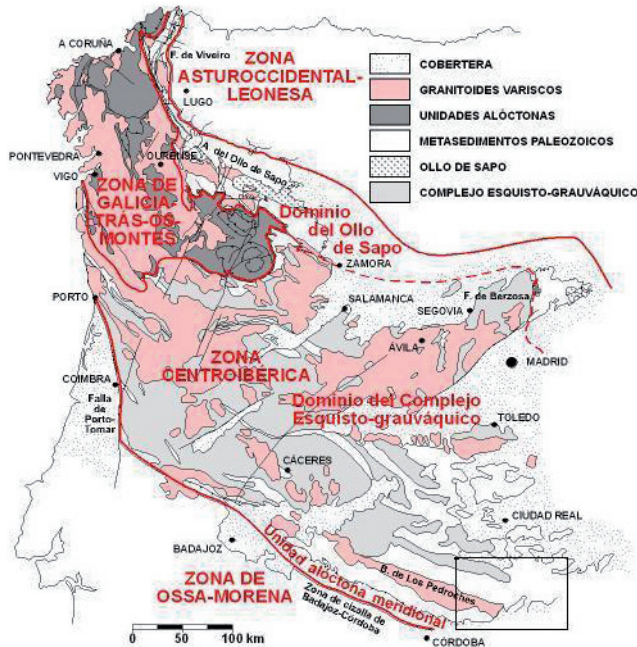 A CORUÑA
F. de Viveiro
ZONA
ASTUROCCIDENTAL-
LEONESA
LUGO
COBERTERA
GRANITOIDES VARISCOS
UNIDADES ALÓCTONAS
METASEDIMENTOS PALEOZOICOS
OLLO DE SAPO
COMPLEJO ESQUISTO-GRAUVÁQUICO
PONTEVEDRA
VIGO
OURENSE
A. del Ollo de Sapo
ZONA DE
GALICIA
TRÁS-OS-
MONTES
Dominio
del Ollo
de Sapo
ZAMORA
PORTO
SALAMANCA
SEGOVIA
F. de Berzosa
ÁVILA
MADRID
ZONA
CENTROIBÉRICA
COIMBRA
Falla
de
Porto-
Tomar
Dominio del Complejo
Esquisto-grauváquico
TOLEDO
CÁCERES
CIUDAD REAL
BADAJOZ
Unidad alóctona meridional
B. de Los Pedroches
ZONA DE
OSSA-MORENA
Zona de cizalla de
Badajoz-Córdoba
CÓRDOBA
0 25 50 100 km